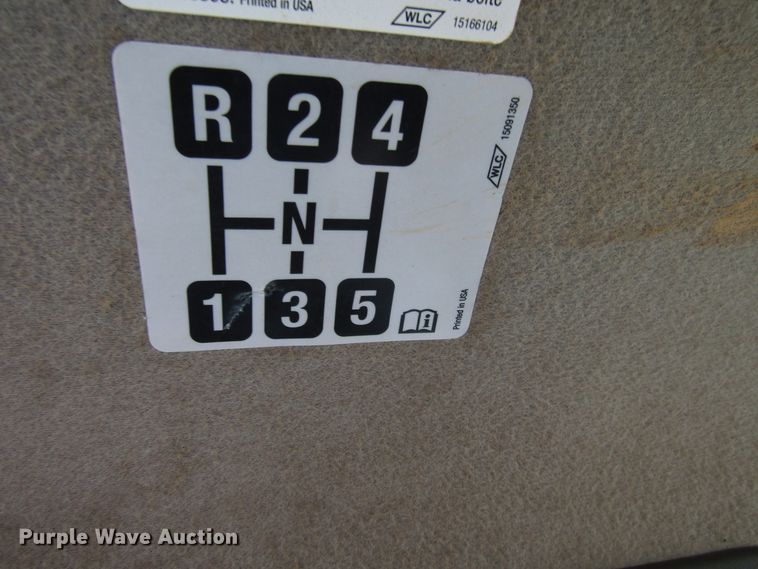 Printed in USA
WLC 15166104
R 2 4
N
1 3 5
WLC 15091350
Printed in USA
Purple Wave Auction